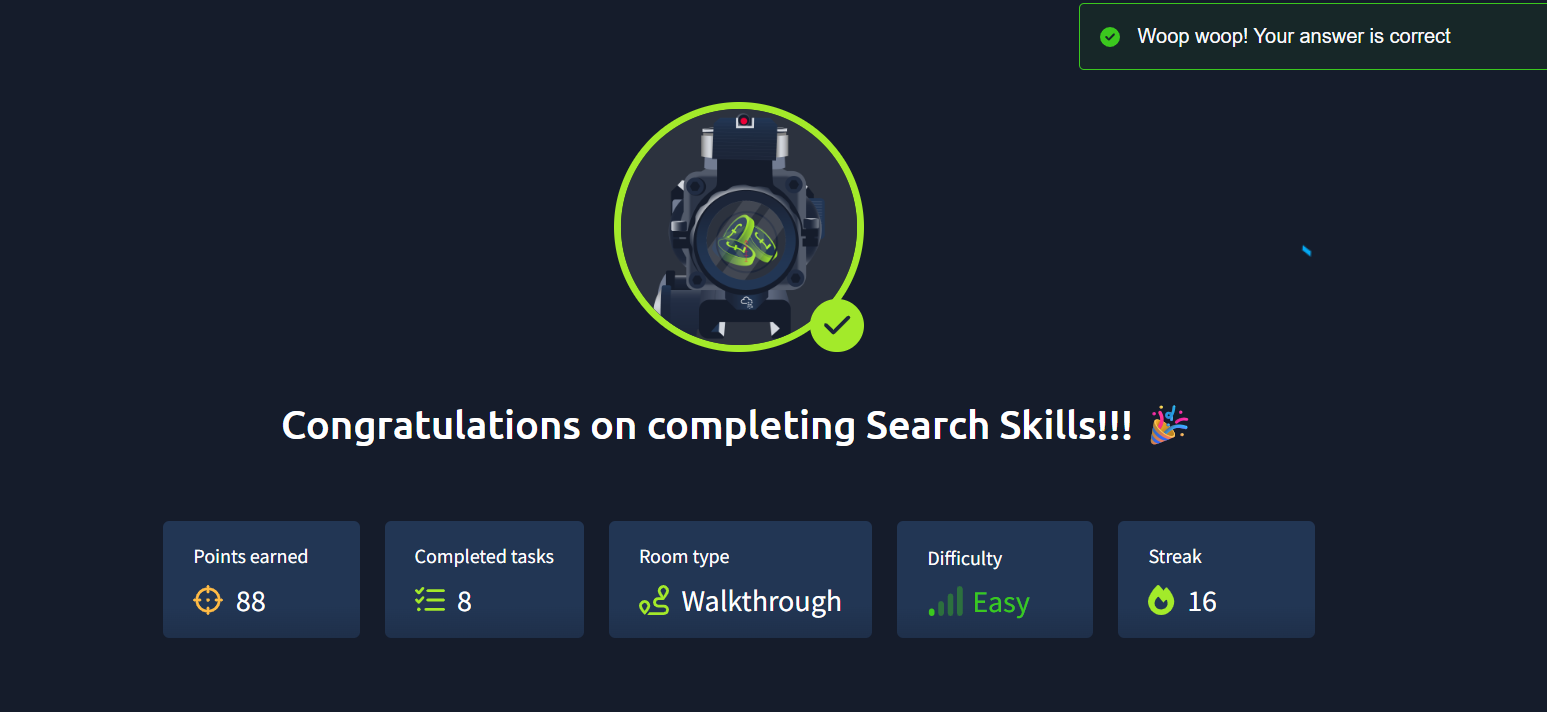 Woop woop! Your answer is correct
Congratulations on completing Search Skills!!! 🎉
Points earned
88
Completed tasks
8
Room type
Walkthrough
Difficulty
Easy
Streak
16